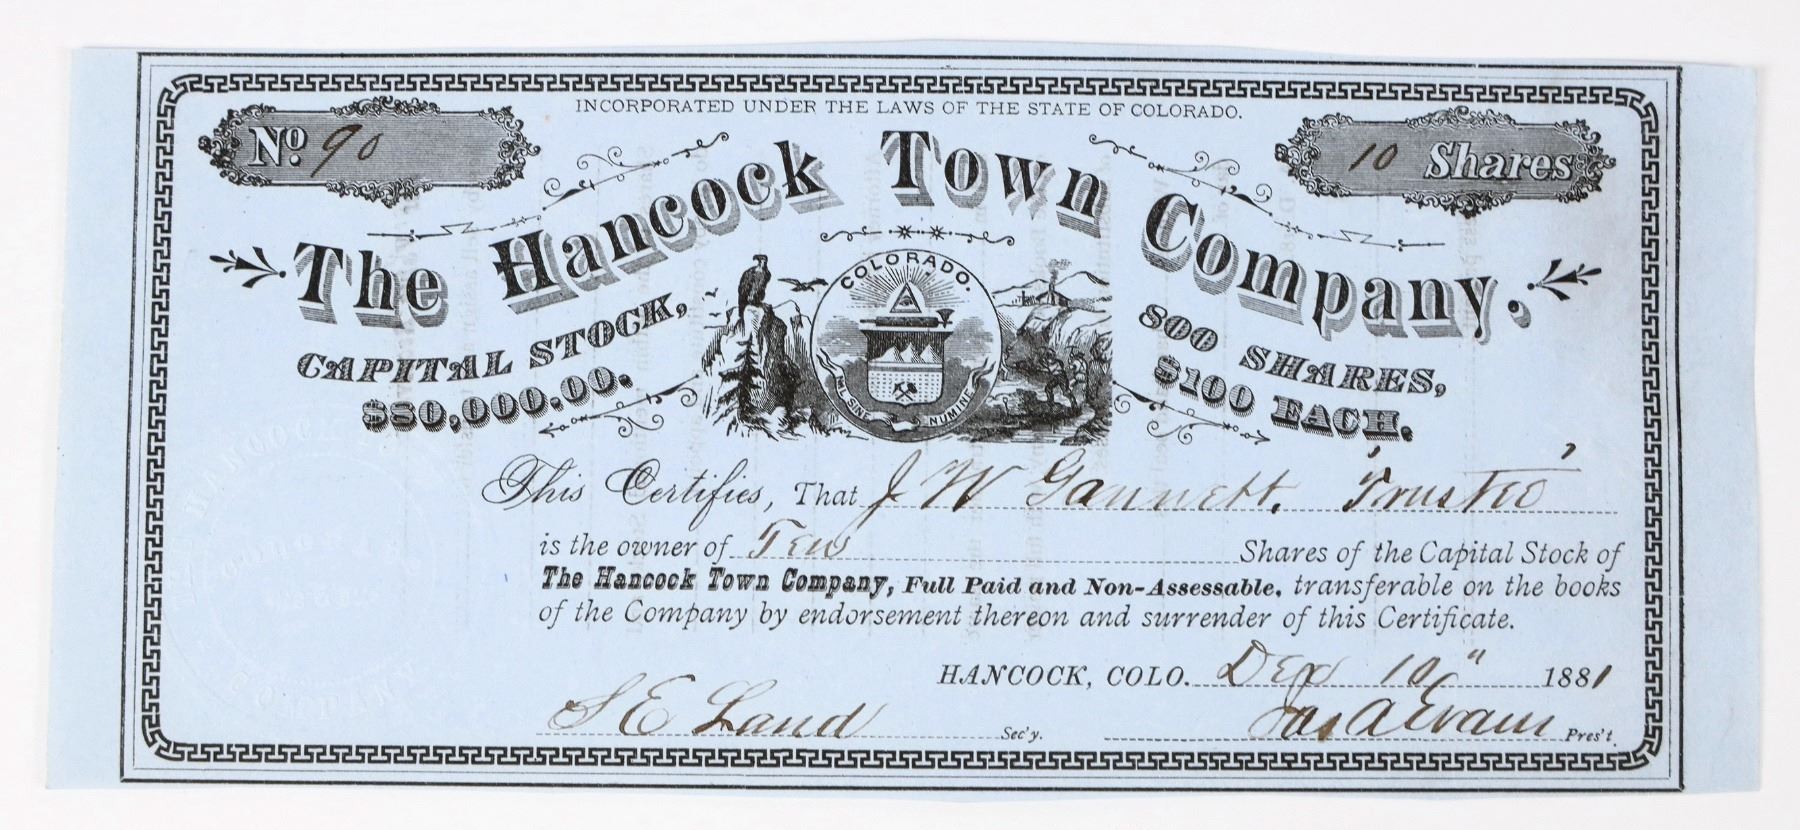 INCORPORATED UNDER THE LAWS OF THE STATE OF COLORADO.
No. 90
10 Shares
The Hancock Town Company.
CAPITAL STOCK,
$80,000.00.
COLORADO.
NIL SINE NUMINE
800 SHARES,
$100 EACH.
This Certifies, That J W Gannett, Trustee
is the owner of Ten Shares of the Capital Stock of
The Hancock Town Company, Full Paid and Non-Assessable, transferable on the books
of the Company by endorsement thereon and surrender of this Certificate.
HANCOCK, COLO. Dec 10" 1881
S E Land Sec'y.
Jas A Evans Pres't.
HANCOCK